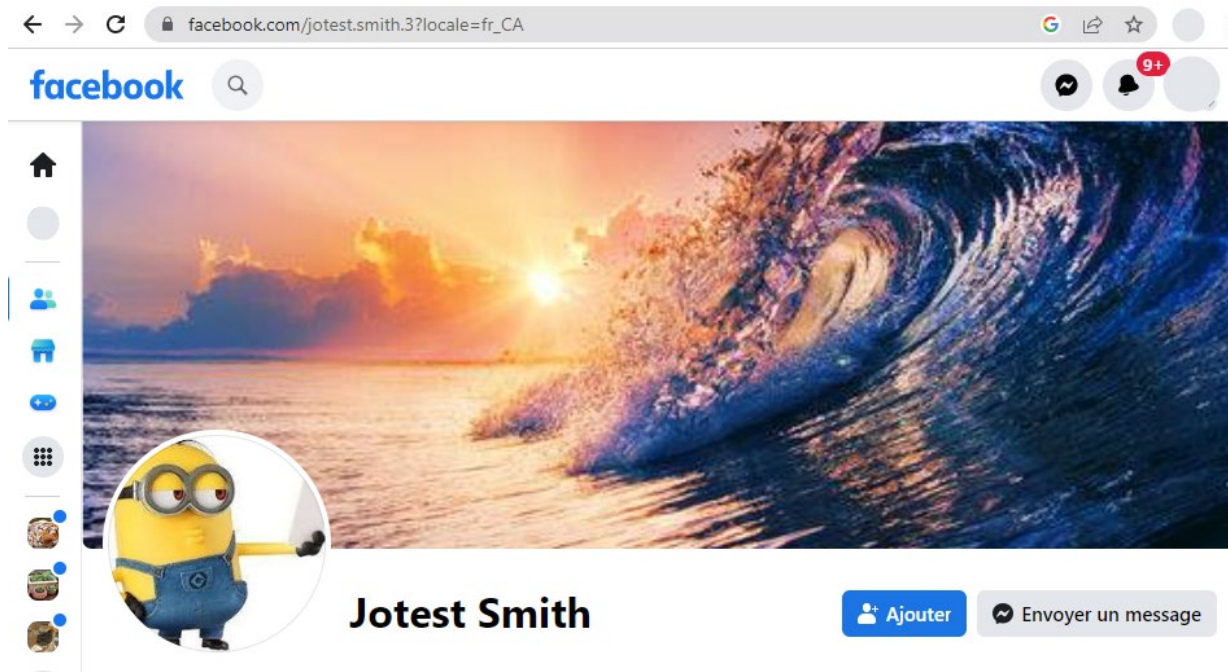 facebook.com/jotest.smith.3?locale=fr_CA
facebook
9+
Jotest Smith
Ajouter
Envoyer un message